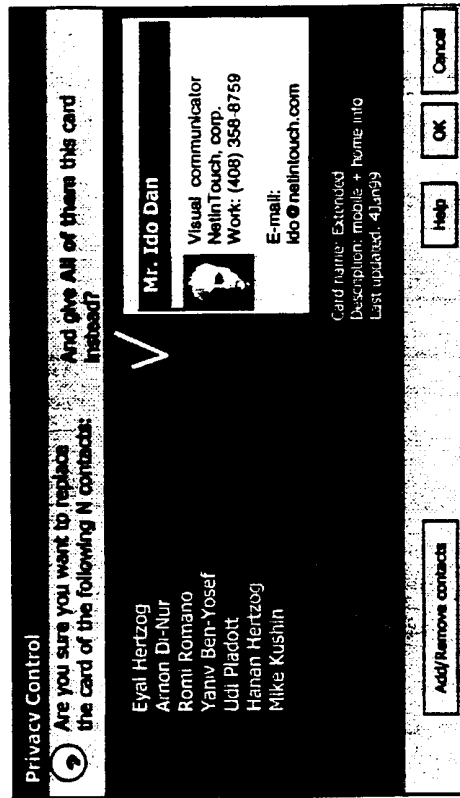 Privacy Control
? Are you sure you want to replace
the card of the following N contacts:
And give All of them this card
instead?
Eyal Hertzog
Arnon Di-Nur
Romi Romano
Yaniv Ben-Yosef
Udi Pladott
Hanan Hertzog
Mike Kushin
Mr. Ido Dan
Visual communicator
NetInTouch, corp.
Work: (408) 358-8759
E-mail:
ido@netintouch.com
Card name: Extended
Description: mobile + home info
Last updated: 4Jan99
Add/Remove contacts
Help
OK
Cancel